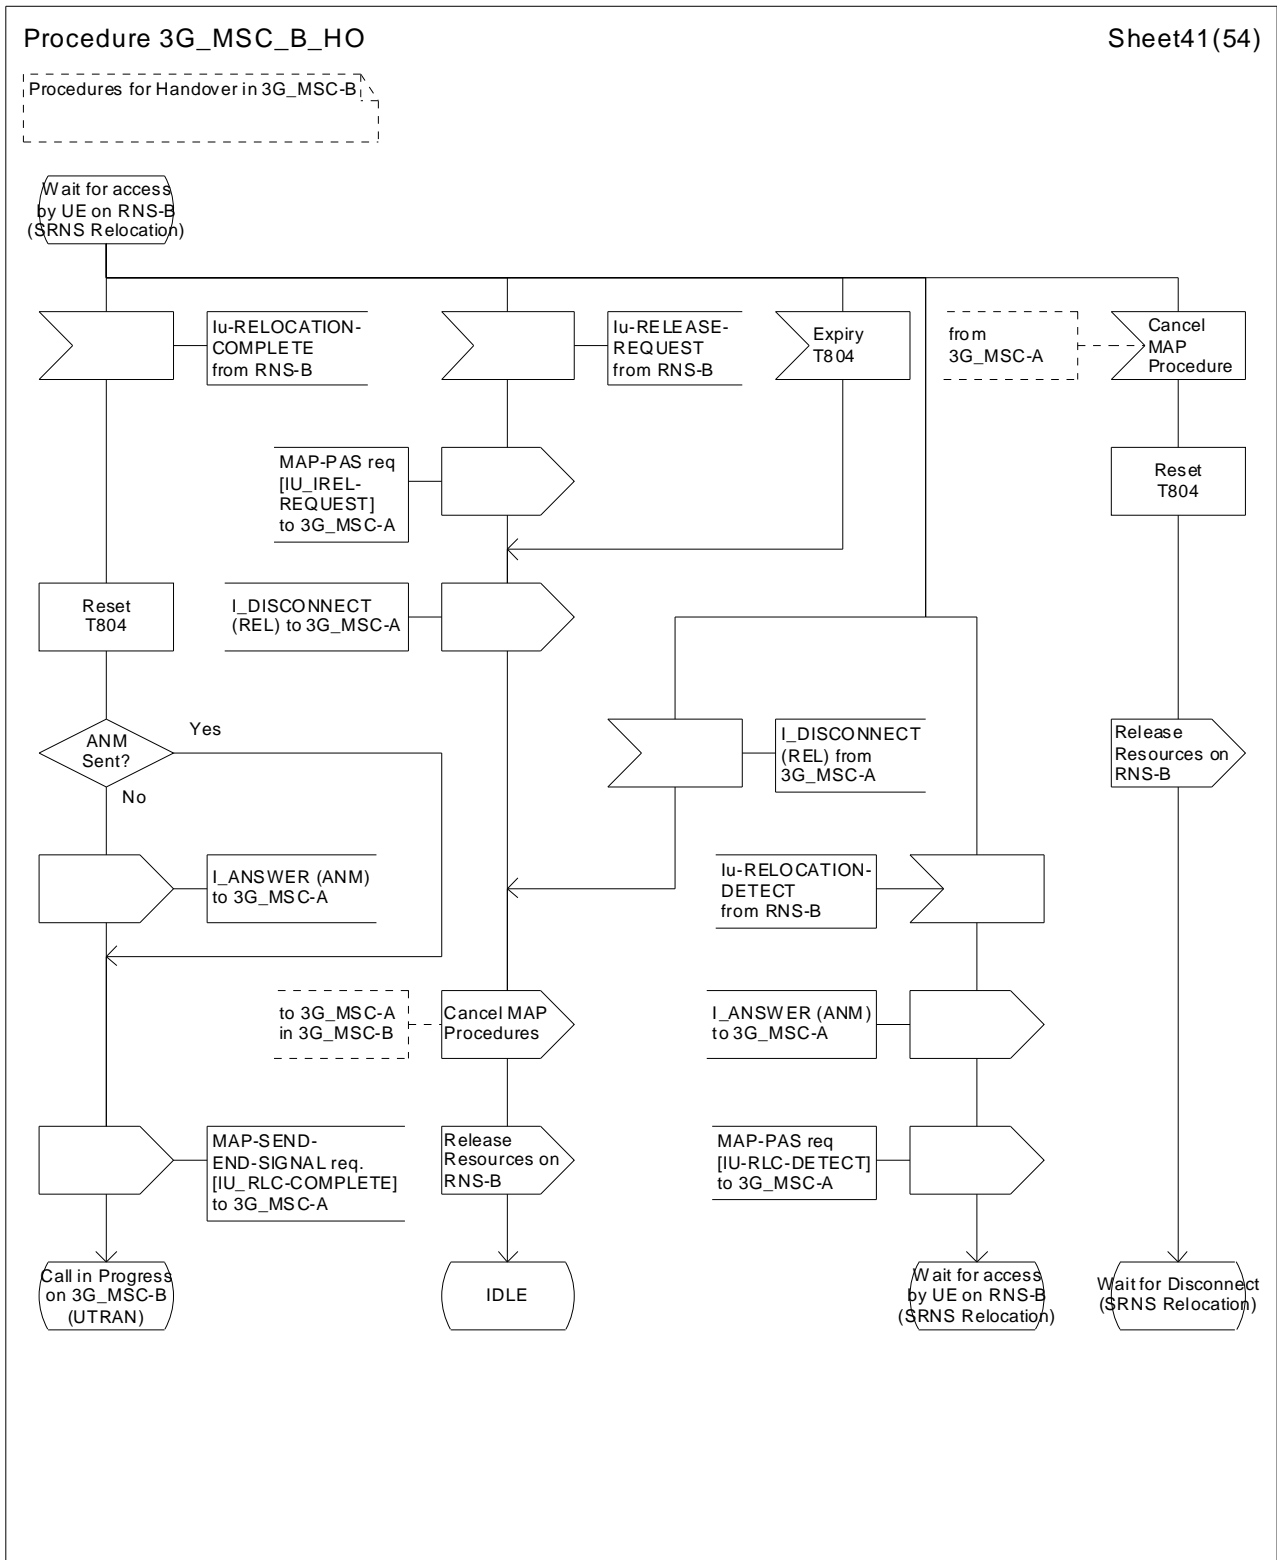 Procedure 3G_MSC_B_HO
Sheet41(54)
Procedures for Handover in 3G_MSC-B
Wait for access
by UE on RNS-B
(SRNS Relocation)
Iu-RELOCATION-
COMPLETE
from RNS-B
Iu-RELEASE-
REQUEST
from RNS-B
Expiry
T804
from
3G_MSC-A
Cancel
MAP
Procedure
MAP-PAS req
[IU_IREL-
REQUEST]
to 3G_MSC-A
Reset
T804
Reset
T804
I_DISCONNECT
(REL) to 3G_MSC-A
ANM
Sent?
Yes
No
I_DISCONNECT
(REL) from
3G_MSC-A
Release
Resources on
RNS-B
I_ANSWER (ANM)
to 3G_MSC-A
Iu-RELOCATION-
DETECT
from RNS-B
to 3G_MSC-A
in 3G_MSC-B
Cancel MAP
Procedures
I_ANSWER (ANM)
to 3G_MSC-A
MAP-SEND-
END-SIGNAL req.
[IU_RLC-COMPLETE]
to 3G_MSC-A
Release
Resources on
RNS-B
MAP-PAS req
[IU-RLC-DETECT]
to 3G_MSC-A
Call in Progress
on 3G_MSC-B
(UTRAN)
IDLE
Wait for access
by UE on RNS-B
(SRNS Relocation)
Wait for Disconnect
(SRNS Relocation)